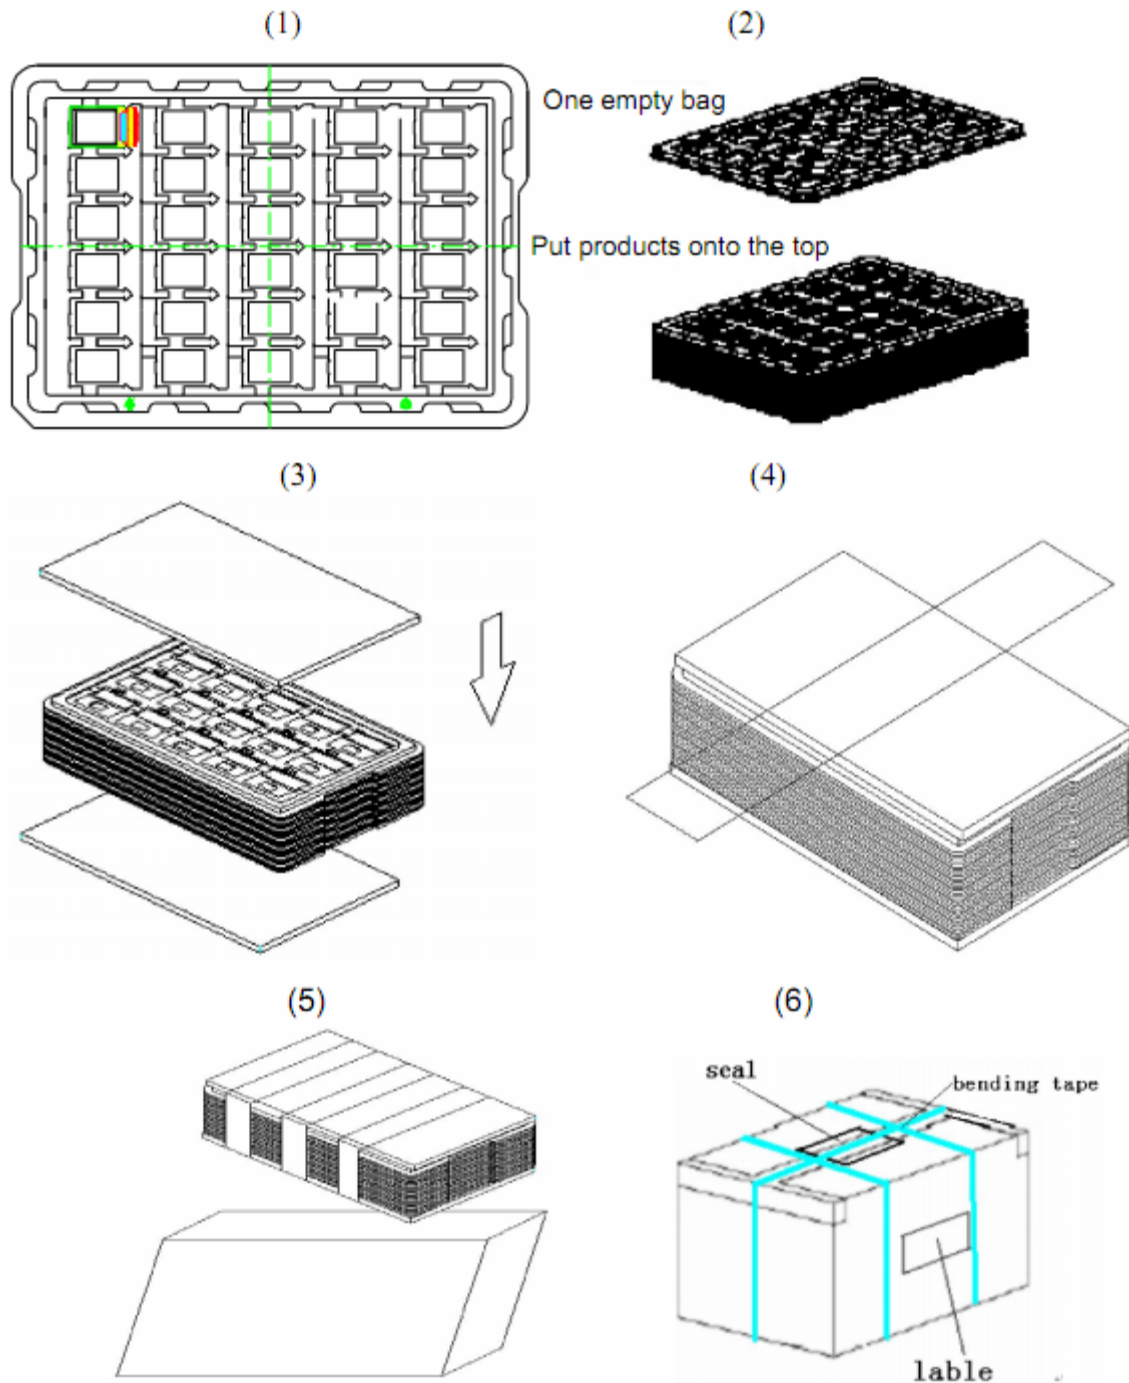 (1)
(2)
One empty bag
Put products onto the top
(3)
(4)
(5)
(6)
seal
bending tape
lable